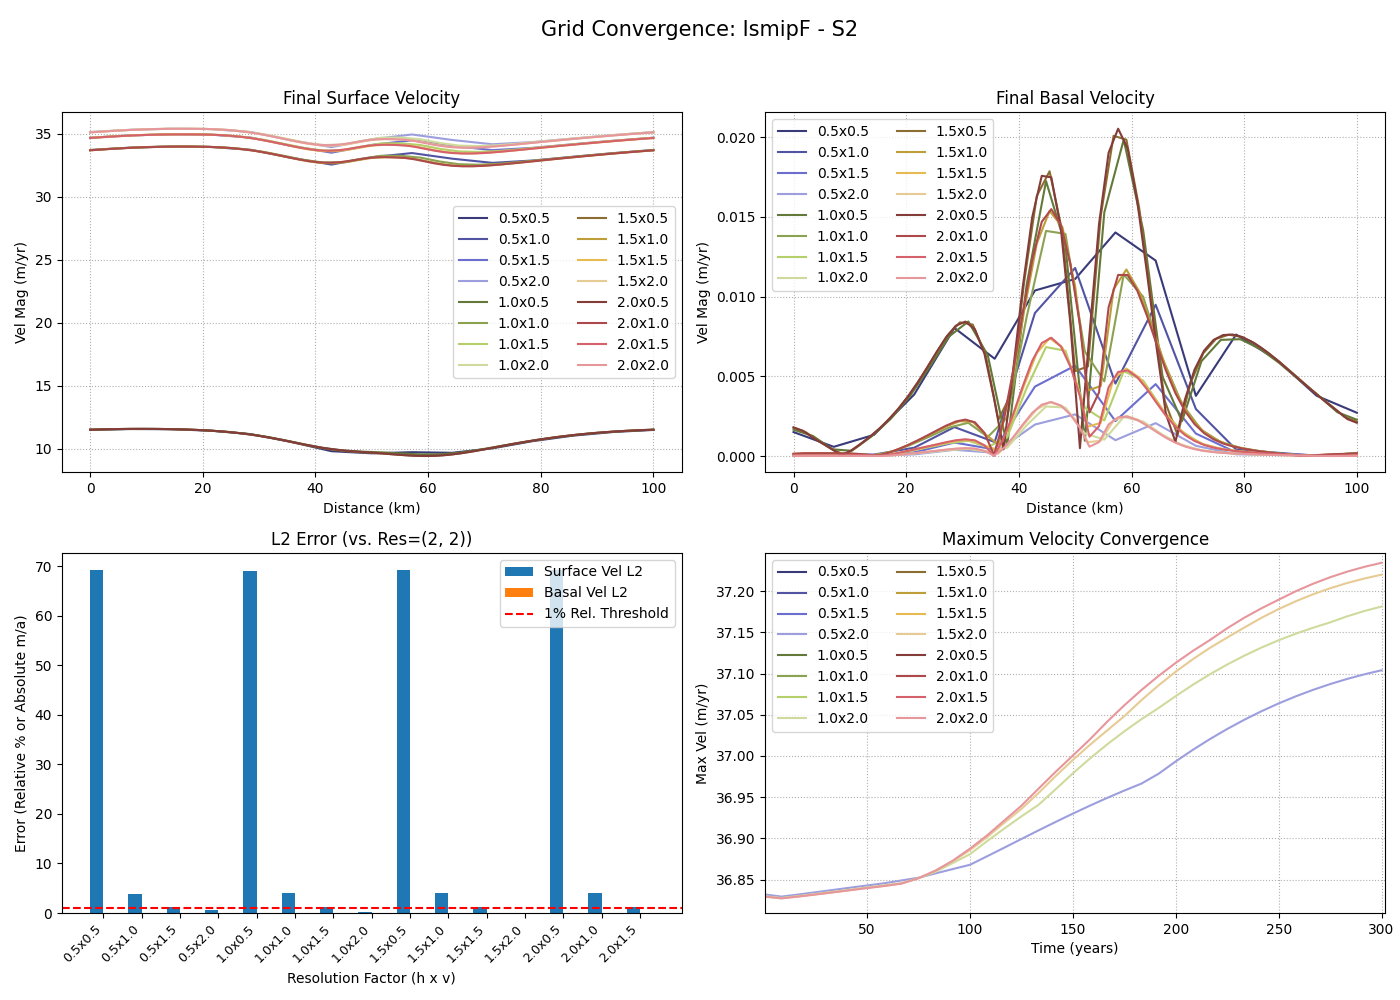 Grid Convergence: IsmipF - S2
Final Surface Velocity
Vel Mag (m/yr)
35
30
25
20
15
10
0.5x0.5
0.5x1.0
0.5x1.5
0.5x2.0
1.0x0.5
1.0x1.0
1.0x1.5
1.0x2.0
1.5x0.5
1.5x1.0
1.5x1.5
1.5x2.0
2.0x0.5
2.0x1.0
2.0x1.5
2.0x2.0
0 20 40 60 80 100
Distance (km)
Final Basal Velocity
Vel Mag (m/yr)
0.020
0.015
0.010
0.005
0.000
0.5x0.5
0.5x1.0
0.5x1.5
0.5x2.0
1.0x0.5
1.0x1.0
1.0x1.5
1.0x2.0
1.5x0.5
1.5x1.0
1.5x1.5
1.5x2.0
2.0x0.5
2.0x1.0
2.0x1.5
2.0x2.0
0 20 40 60 80 100
Distance (km)
L2 Error (vs. Res=(2, 2))
Error (Relative % or Absolute m/a)
70
60
50
40
30
20
10
0
Surface Vel L2
Basal Vel L2
1% Rel. Threshold
0.5x0.5
0.5x1.0
0.5x1.5
0.5x2.0
1.0x0.5
1.0x1.0
1.0x1.5
1.0x2.0
1.5x0.5
1.5x1.0
1.5x1.5
1.5x2.0
2.0x0.5
2.0x1.0
2.0x1.5
Resolution Factor (h x v)
Maximum Velocity Convergence
Max Vel (m/yr)
37.20
37.15
37.10
37.05
37.00
36.95
36.90
36.85
0.5x0.5
0.5x1.0
0.5x1.5
0.5x2.0
1.0x0.5
1.0x1.0
1.0x1.5
1.0x2.0
1.5x0.5
1.5x1.0
1.5x1.5
1.5x2.0
2.0x0.5
2.0x1.0
2.0x1.5
2.0x2.0
50 100 150 200 250 300
Time (years)